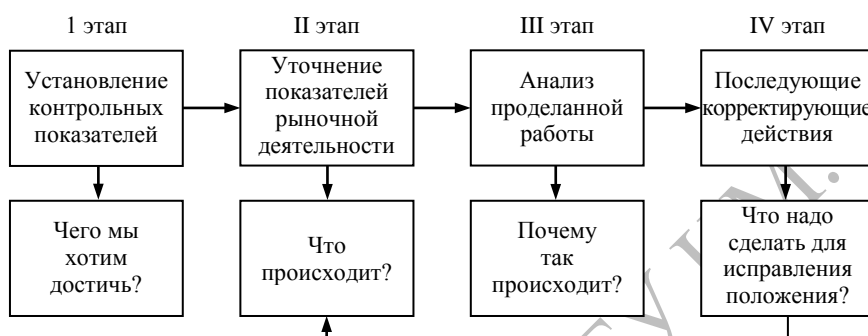 1 этап
II этап
III этап
IV этап
Установление
контрольных
показателей
Уточнение
показателей
рыночной
деятельности
Анализ
проделанной
работы
Последующие
корректирующие
действия
Чего мы
хотим
достичь?
Что
происходит?
Почему
так
происходит?
Что надо
сделать для
исправления
положения?